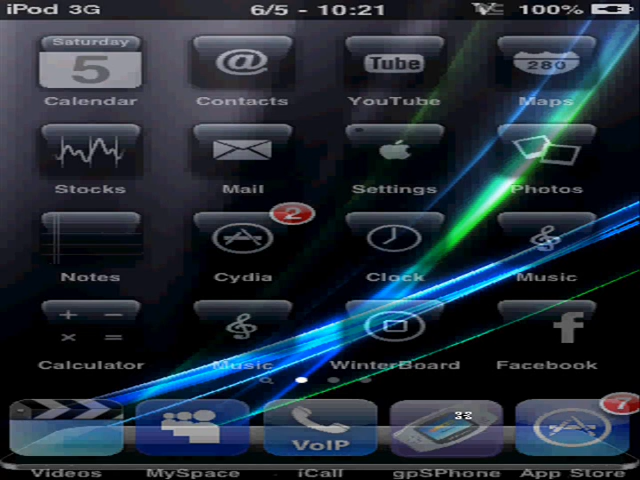 iPod 3G 6/5 - 10:21 100%
Saturday
5 @ Tube 280
Calendar Contacts YouTube Maps
Stocks Mail Settings Photos
2
Notes Cydia Clock Music
Calculator Music WinterBoard Facebook
7
VoIP
Videos MySpace iCall gpSPhone App Store